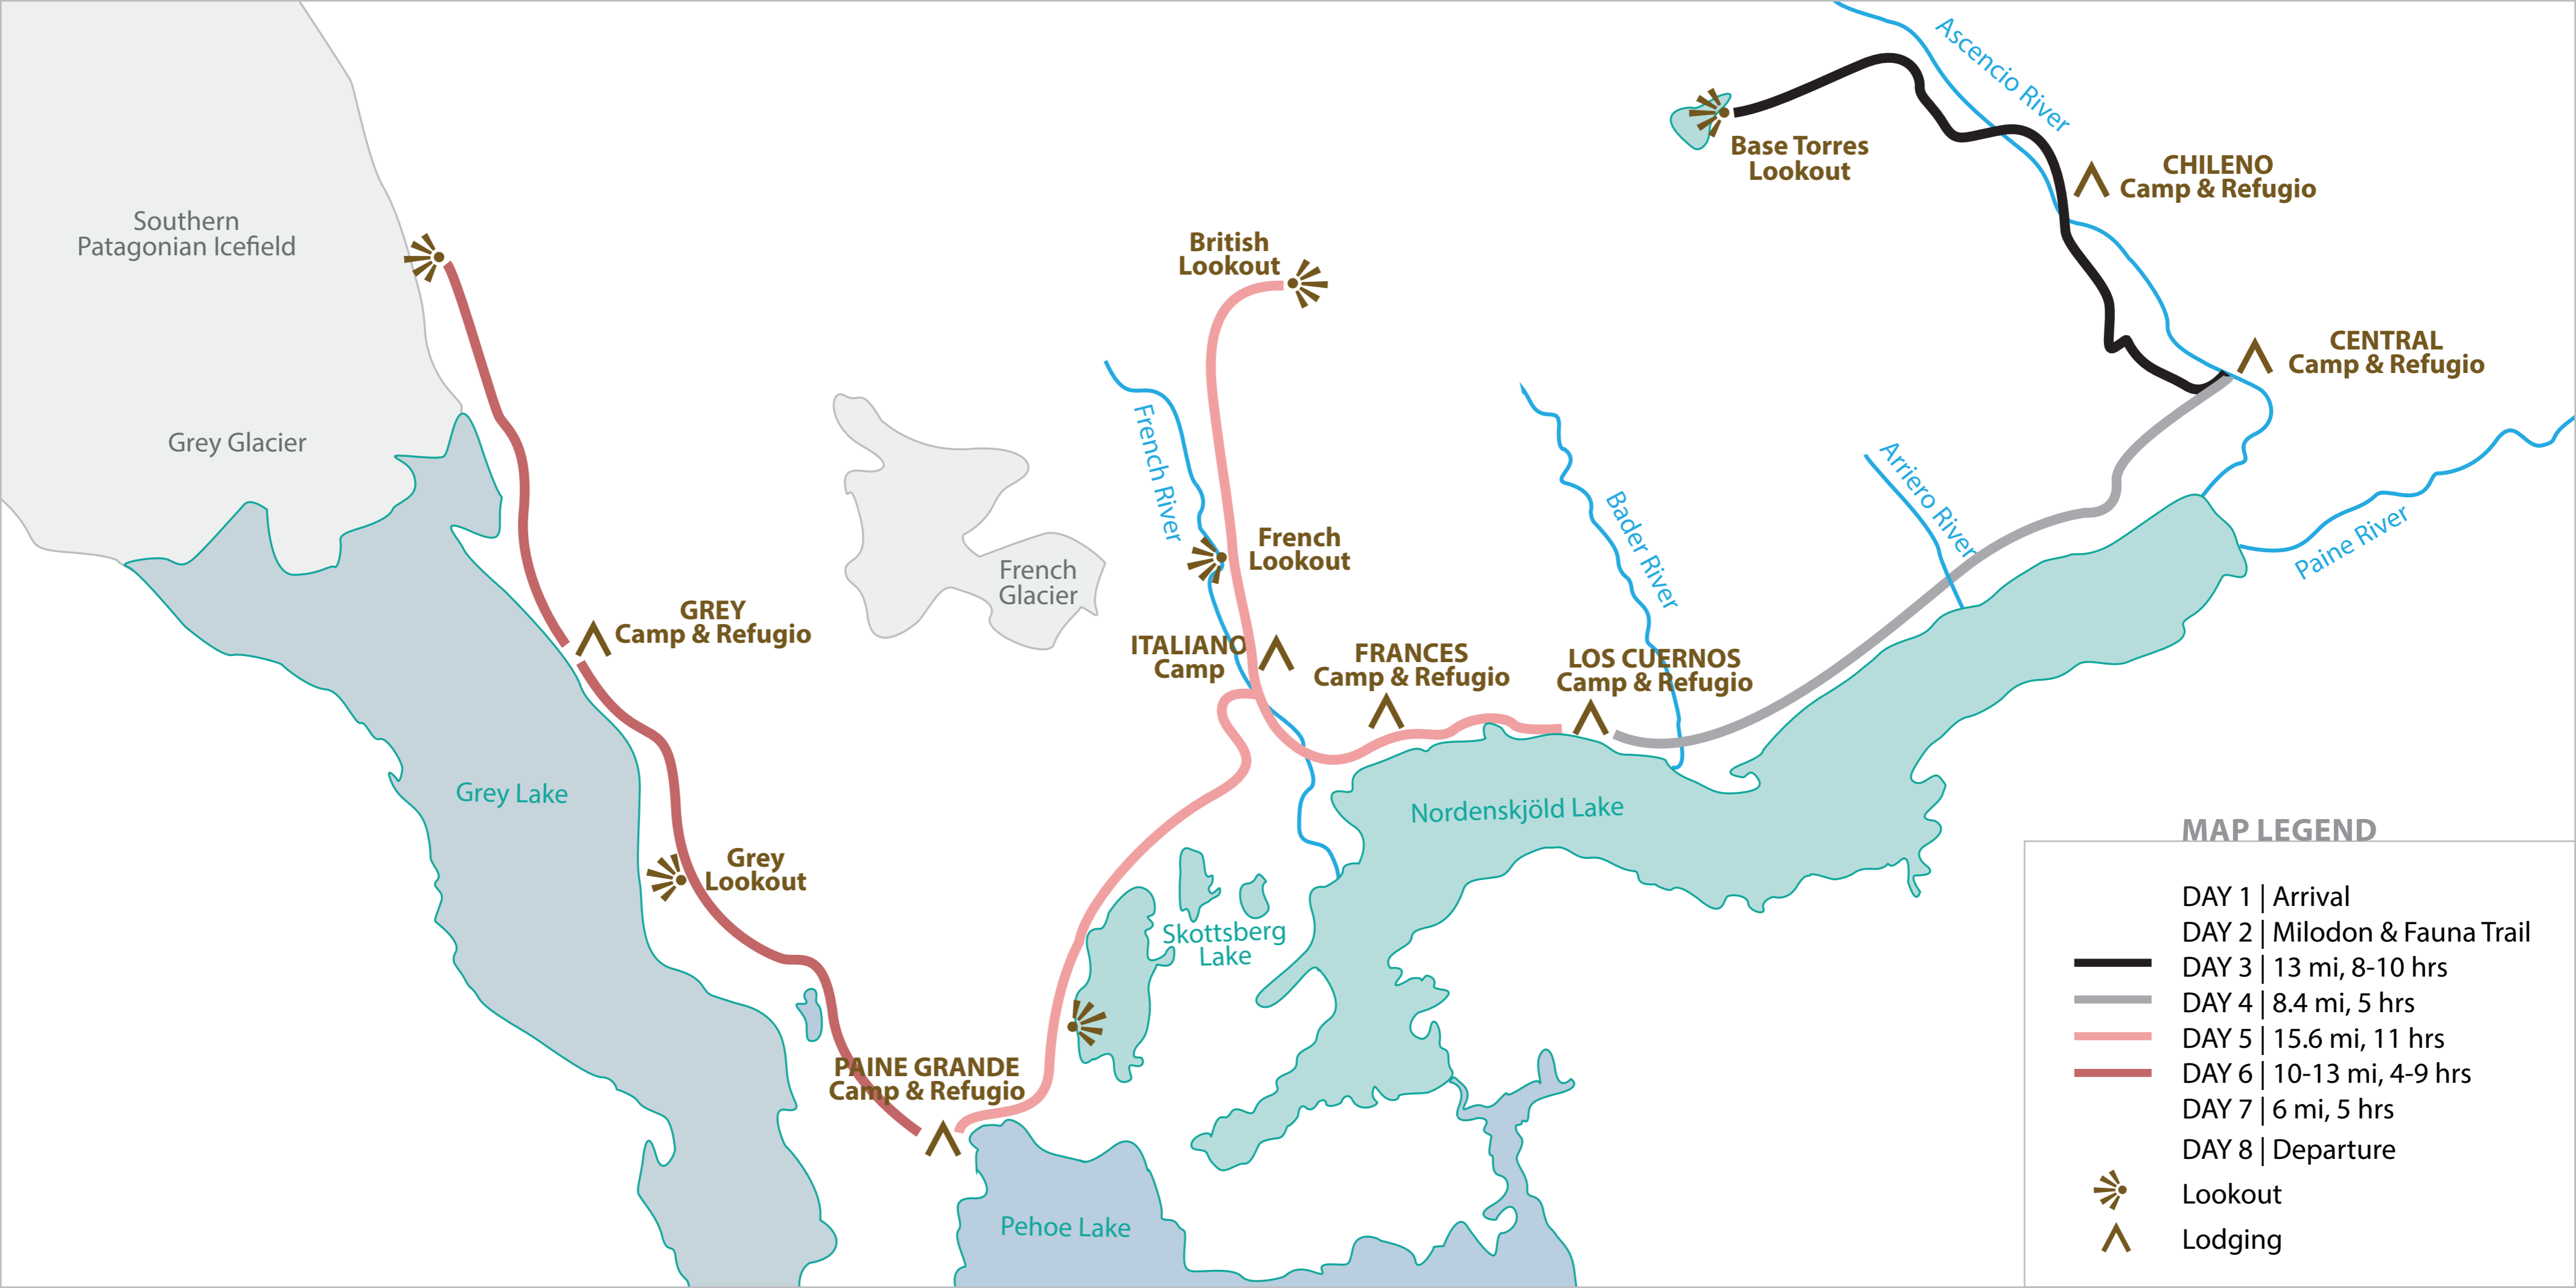 Ascencio River
Base Torres
Lookout
CHILENO
Camp & Refugio
Southern
Patagonian Icefield
British
Lookout
CENTRAL
Camp & Refugio
Grey Glacier
French River
Bader River
Arriero River
Paine River
French
Lookout
French
Glacier
GREY
Camp & Refugio
ITALIANO
Camp
FRANCES
Camp & Refugio
LOS CUERNOS
Camp & Refugio
Grey Lake
Nordenskjöld Lake
Grey
Lookout
Skottsberg
Lake
PAINE GRANDE
Camp & Refugio
Pehoe Lake
MAP LEGEND
DAY 1 | Arrival
DAY 2 | Milodon & Fauna Trail
DAY 3 | 13 mi, 8-10 hrs
DAY 4 | 8.4 mi, 5 hrs
DAY 5 | 15.6 mi, 11 hrs
DAY 6 | 10-13 mi, 4-9 hrs
DAY 7 | 6 mi, 5 hrs
DAY 8 | Departure
Lookout
Lodging